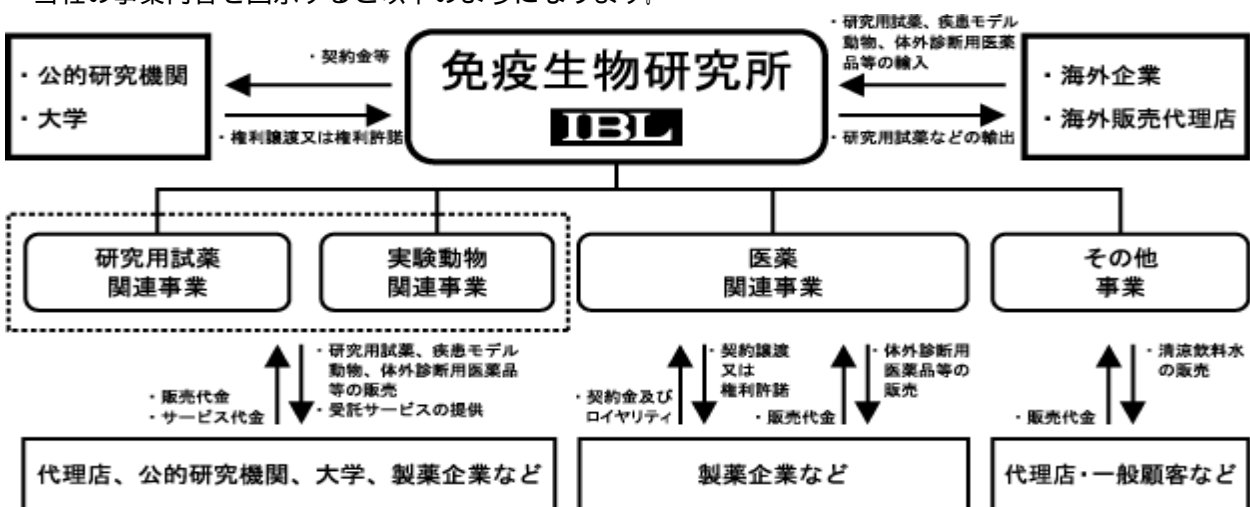 当社の事業内容を図示すると以下のようになります。
・公的研究機関
・大学
・契約金等
・権利譲渡又は権利許諾
免疫生物研究所
IBL
・研究用試薬、疾患モデル
動物、体外診断用医薬
品等の輸入
・研究用試薬などの輸出
・海外企業
・海外販売代理店
研究用試薬
関連事業
実験動物
関連事業
医薬
関連事業
その他
事業
・販売代金
・サービス代金
・研究用試薬、疾患モデル
動物、体外診断用医薬品
等の販売
・受託サービスの提供
・契約金及び
ロイヤリティ
・契約譲渡
又は
権利許諾
・販売代金
・体外診断用
医薬品等の
販売
・販売代金
・清涼飲料水
の販売
代理店、公的研究機関、大学、製薬企業など
製薬企業など
代理店・一般顧客など